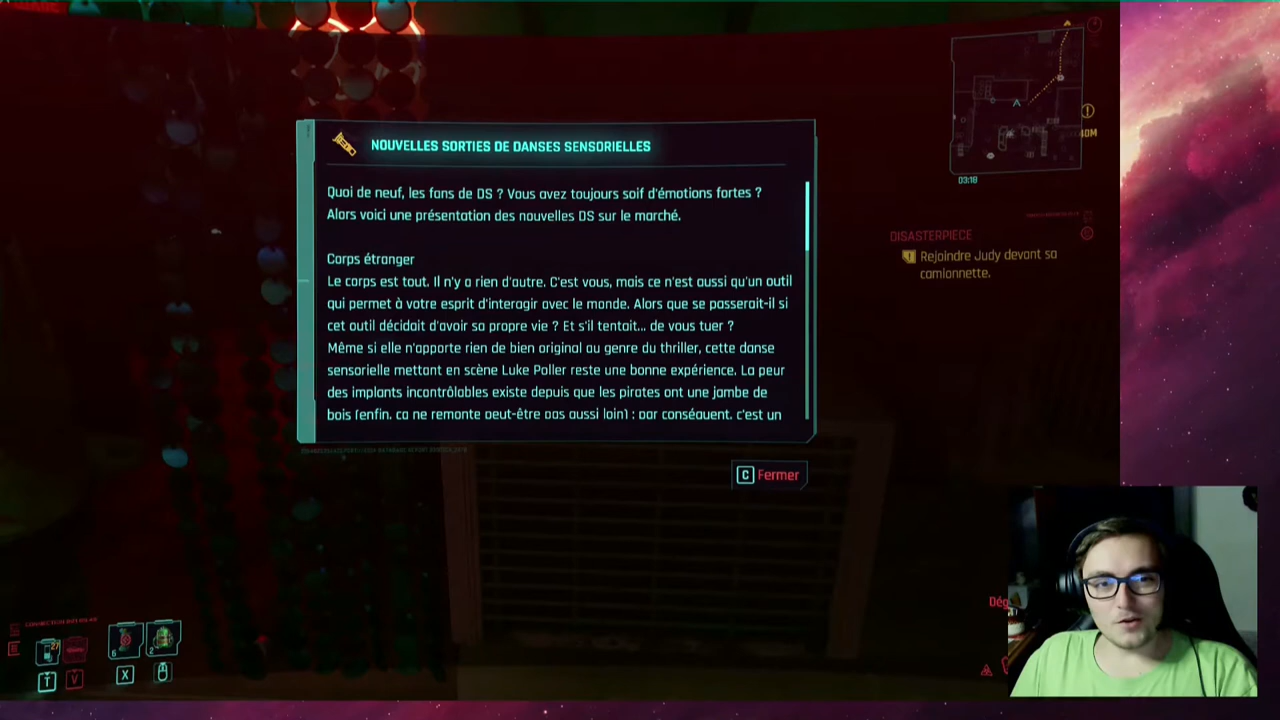 NOUVELLES SORTIES DE DANSES SENSORIELLES
Quoi de neuf, les fans de DS ? Vous avez toujours soif d'émotions fortes ?
Alors voici une présentation des nouvelles DS sur le marché.
Corps étranger
Le corps est tout. Il n'y a rien d'autre. C'est vous, mais ce n'est aussi qu'un outil
qui permet à votre esprit d'interagir avec le monde. Alors que se passerait-il si
cet outil décidait d'avoir sa propre vie ? Et s'il tentait... de vous tuer ?
Même si elle n'apporte rien de bien original au genre du thriller, cette danse
sensorielle mettant en scène Luke Poller reste une bonne expérience. La peur
des implants incontrôlables existe depuis que les pirates ont une jambe de
bois (enfin, ça ne remonte peut-être pas aussi loin) ; par conséquent, c'est un
C Fermer
03:18
40M
DISASTERPIECE
Rejoindre Judy devant sa
camionnette.
Dég
27
6
2
T
V
X